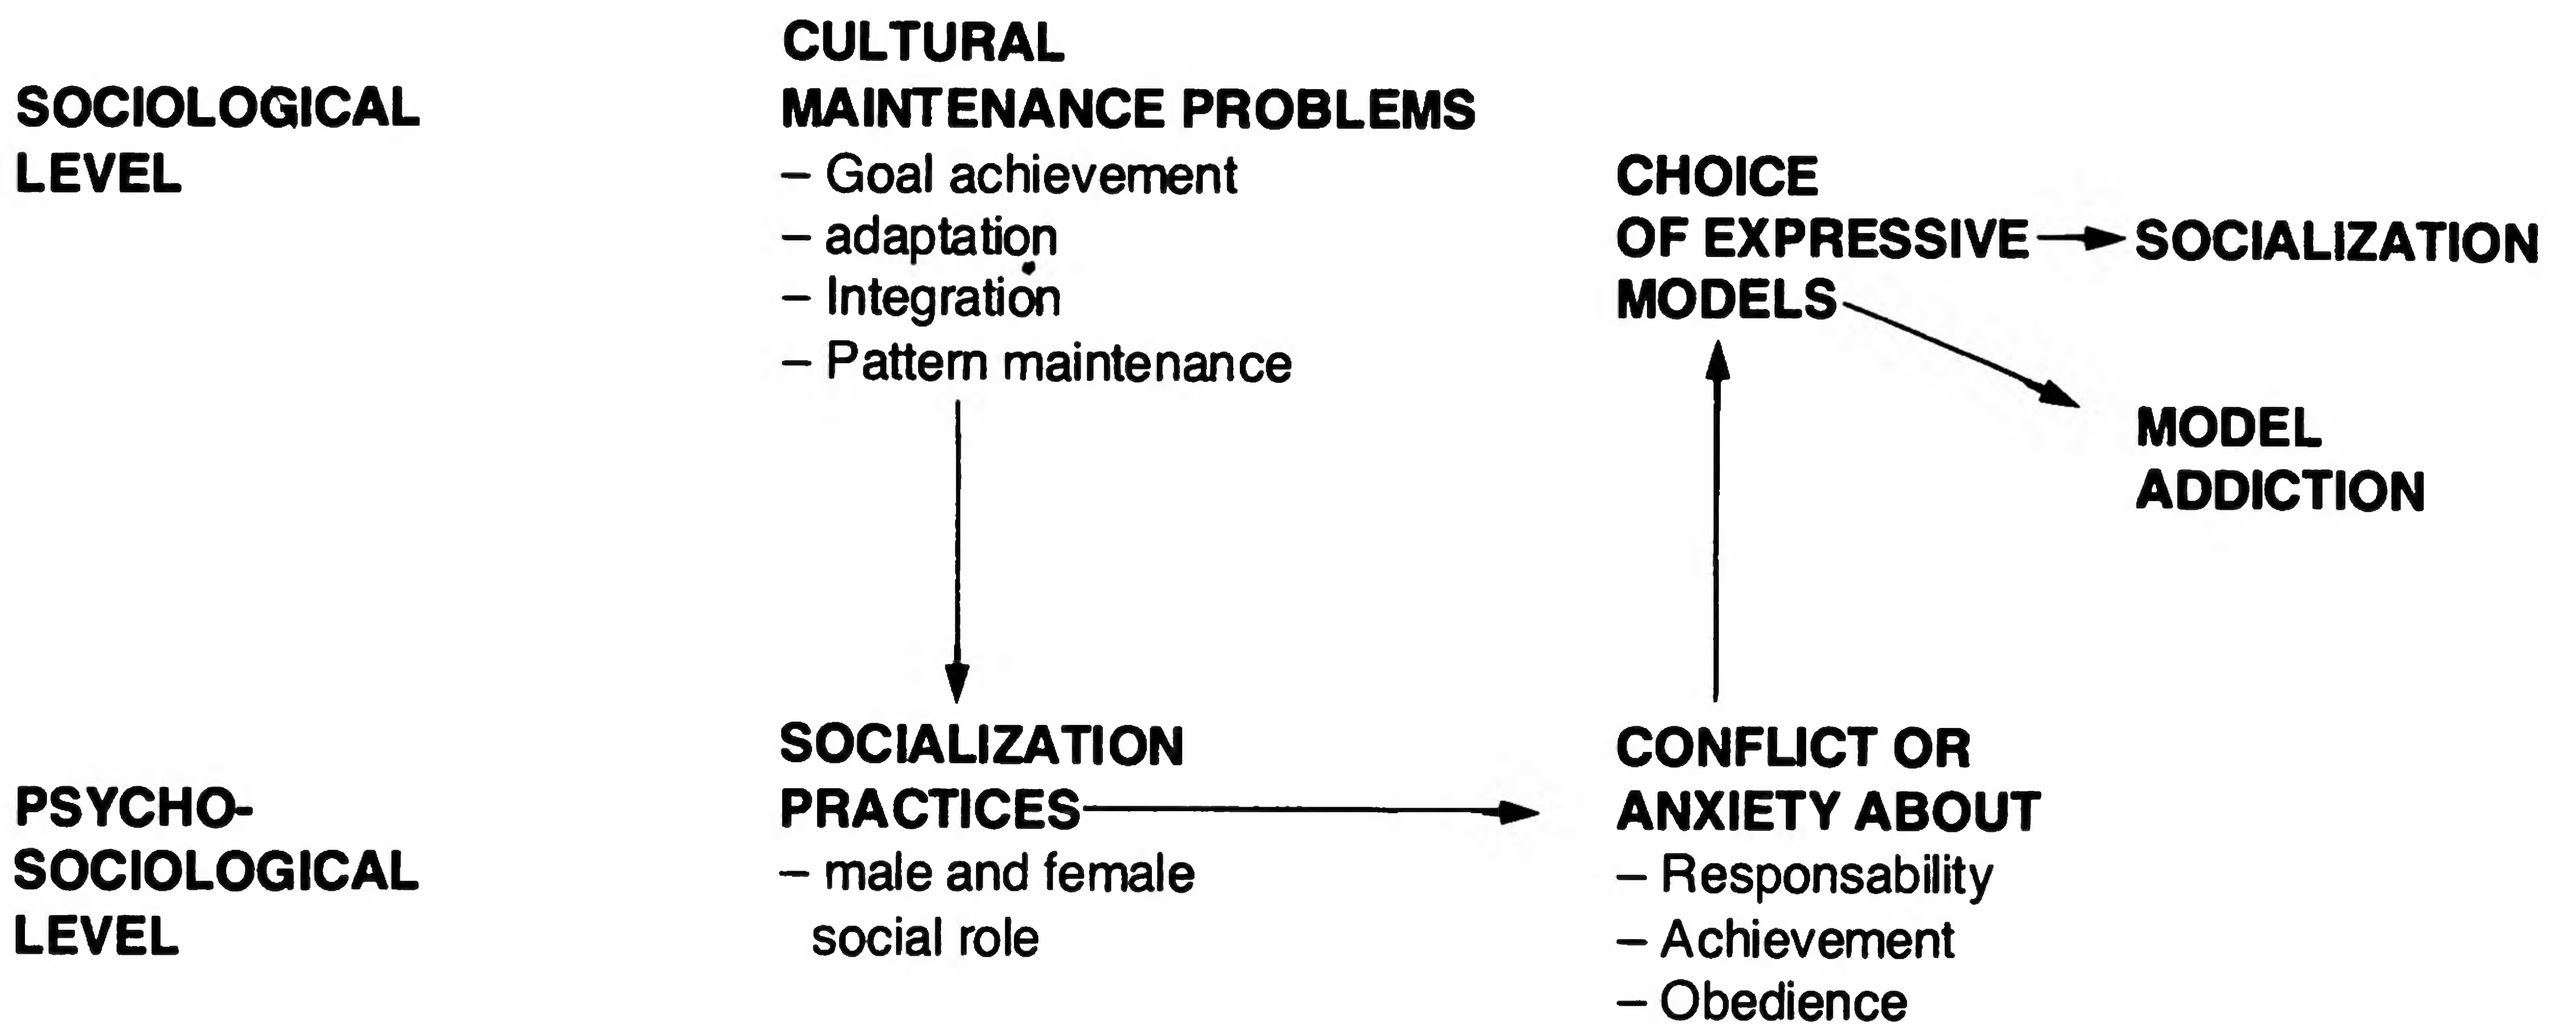 SOCIOLOGICAL
LEVEL
CULTURAL
MAINTENANCE PROBLEMS
– Goal achievement
– adaptation
– Integration
– Pattern maintenance
CHOICE
OF EXPRESSIVE
MODELS
SOCIALIZATION
MODEL
ADDICTION
PSYCHO-
SOCIOLOGICAL
LEVEL
SOCIALIZATION
PRACTICES
– male and female
social role
CONFLICT OR
ANXIETY ABOUT
– Responsability
– Achievement
– Obedience